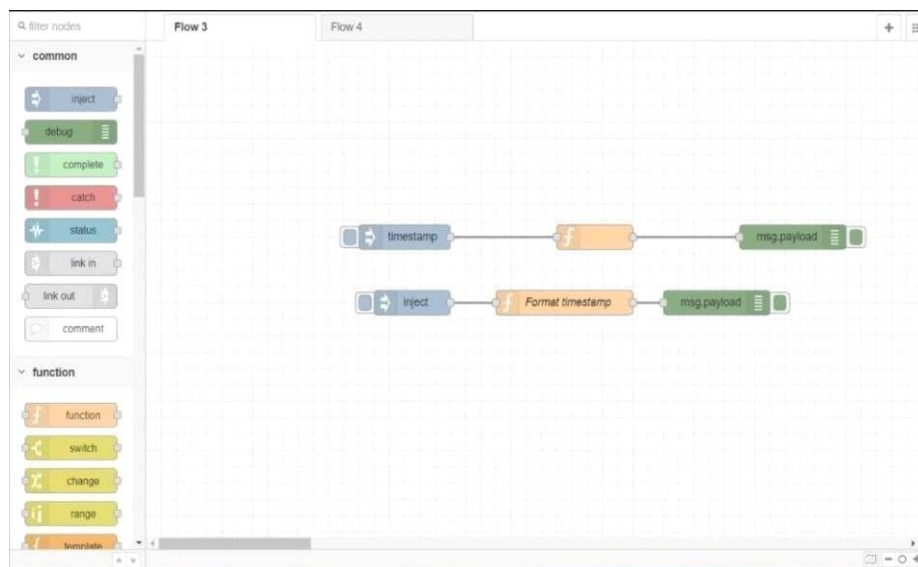 filter nodes
Flow 3
Flow 4
common
inject
debug
complete
catch
status
link in
link out
comment
function
function
switch
change
range
template
timestamp
msg.payload
inject
Format timestamp
msg.payload